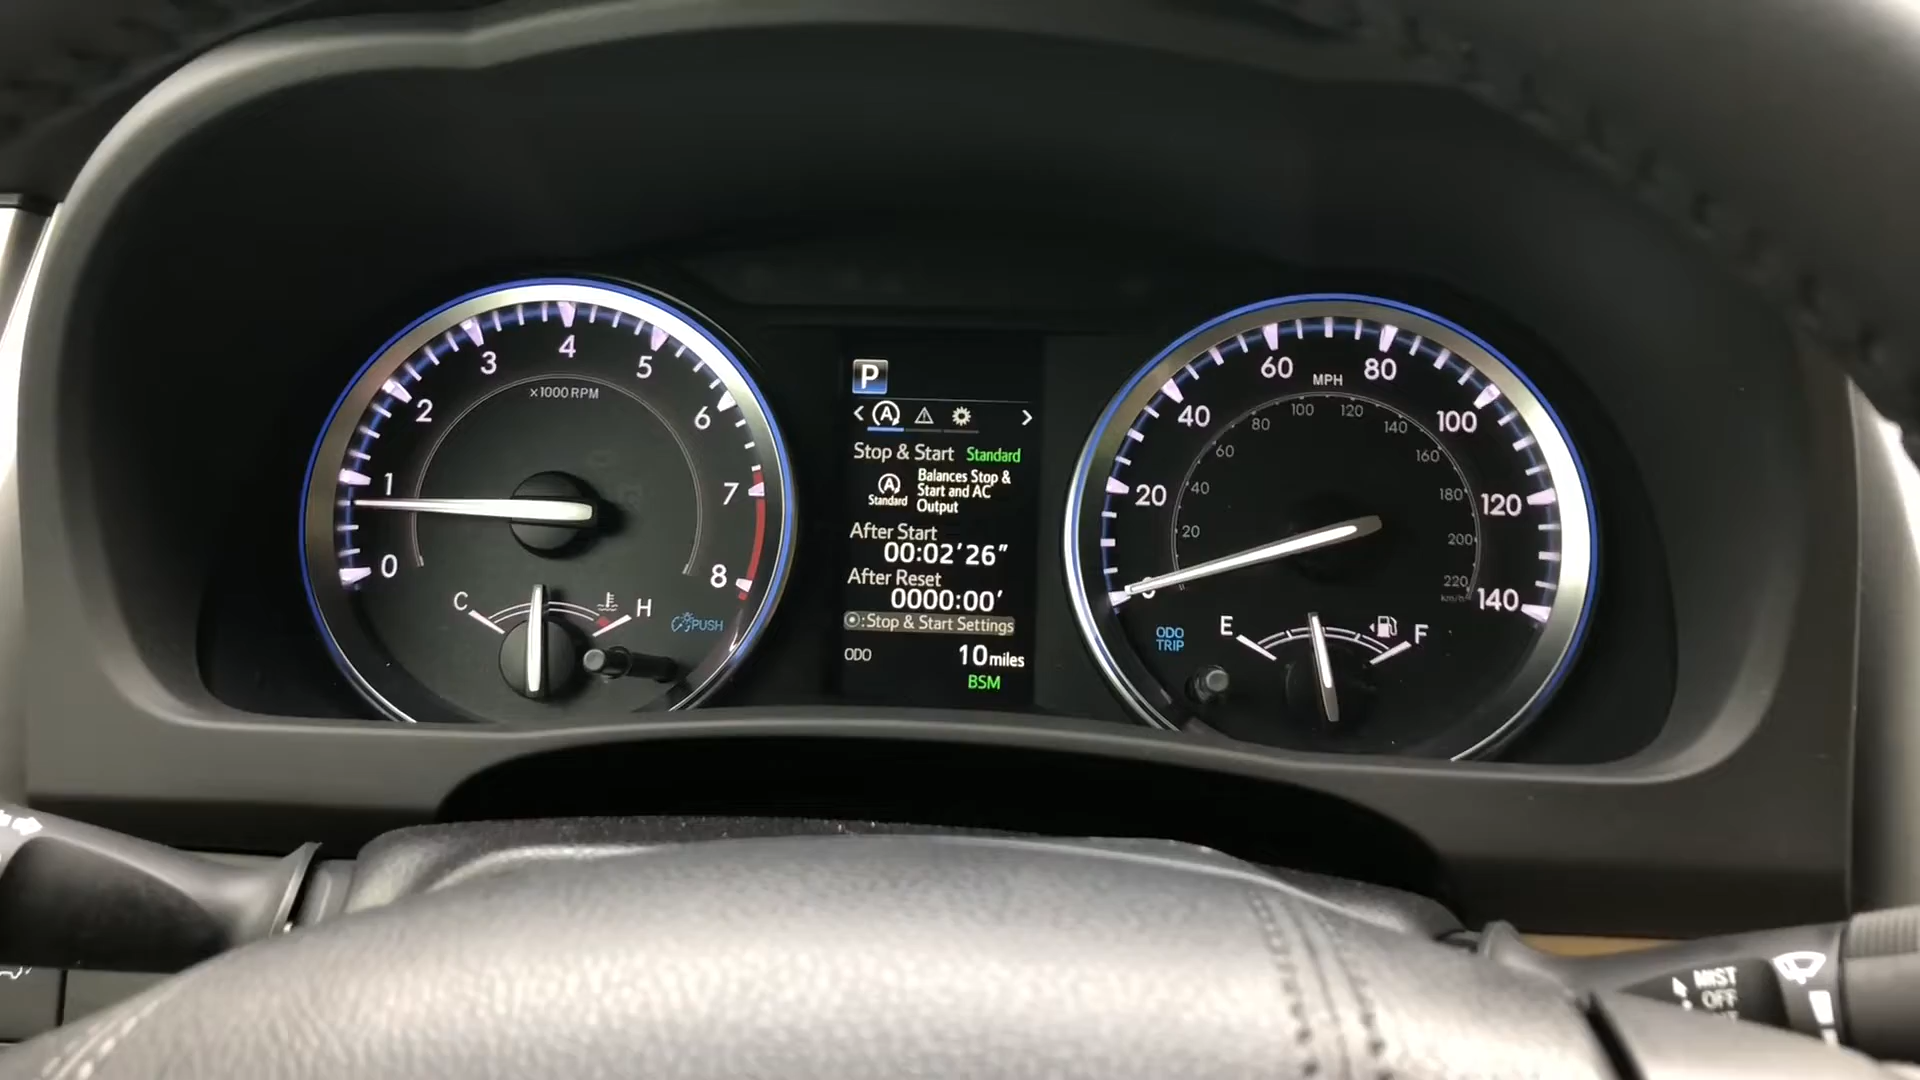 0
1
2
3
4
5
6
7
8
x1000 RPM
C
H
PUSH
P
A
Stop & Start Standard
A
Standard
Balances Stop &
Start and AC
Output
After Start
00:02'26"
After Reset
0000:00'
:Stop & Start Settings
ODO
10 miles
BSM
20
40
60
80
100
120
140
MPH
20
40
60
80
100
120
140
160
180
200
220
km/h
ODO
TRIP
E
F
MIST
OFF